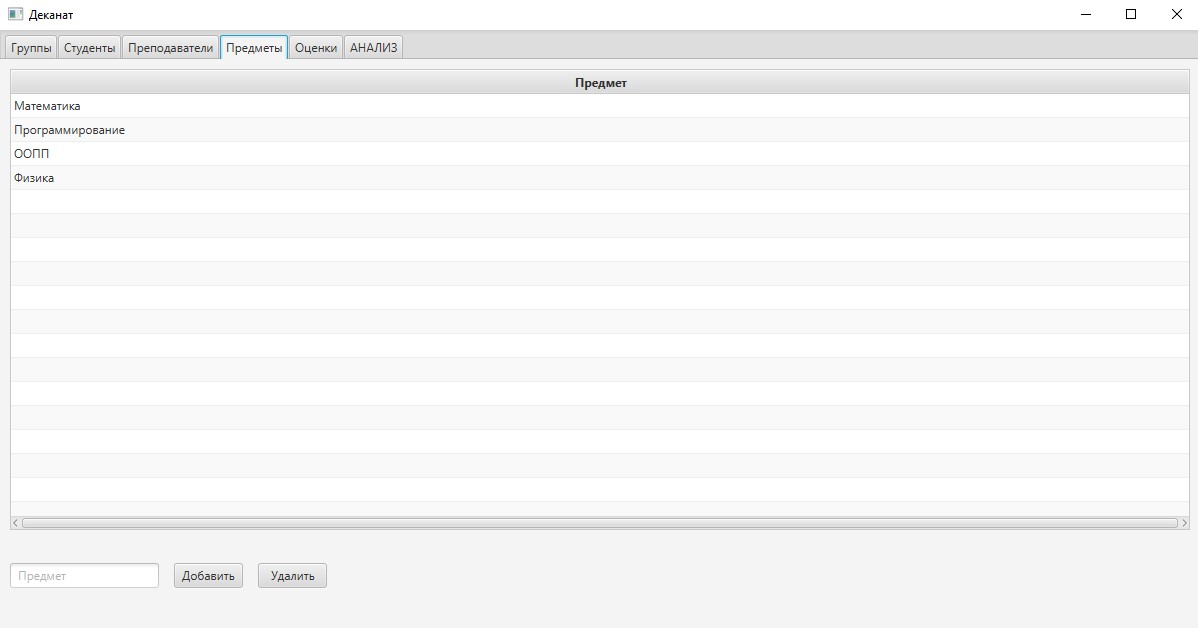 Деканат
Группы Студенты Преподаватели Предметы Оценки АНАЛИЗ
Предмет
Математика
Программирование
ООПП
Физика
Предмет Добавить Удалить